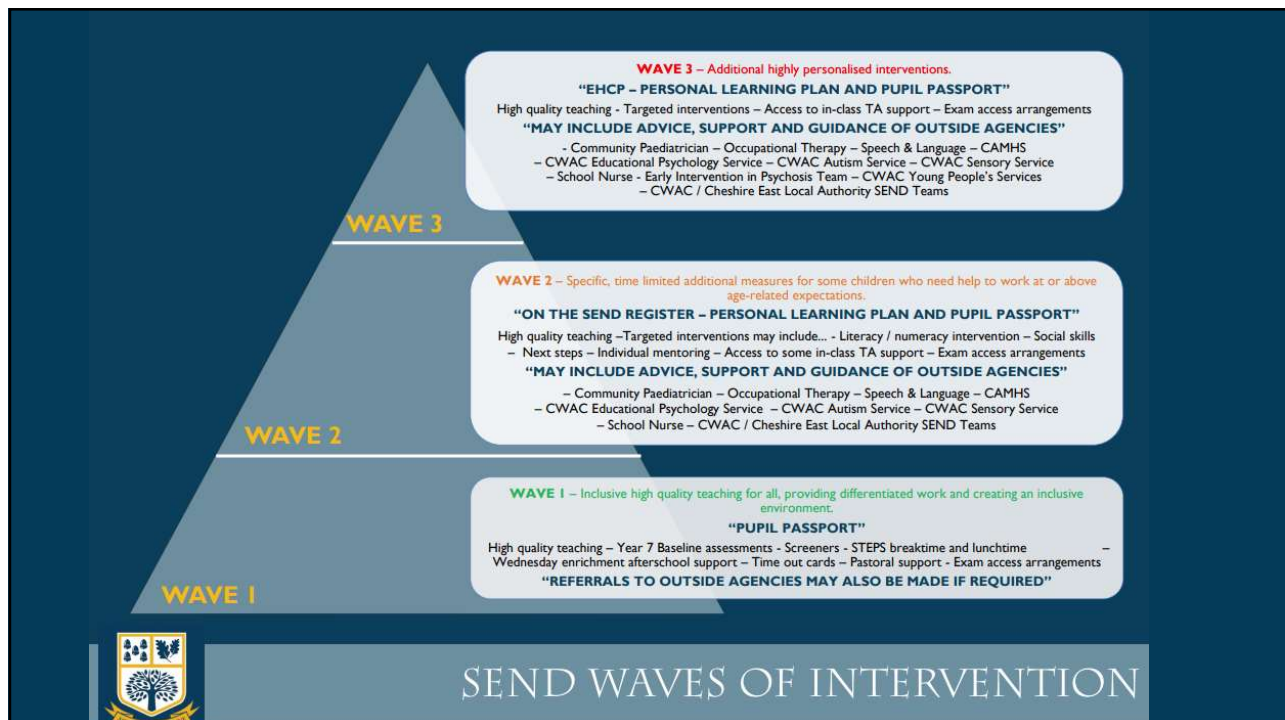 WAVE 3 – Additional highly personalised interventions.
“EHCP – PERSONAL LEARNING PLAN AND PUPIL PASSPORT”
High quality teaching - Targeted interventions – Access to in-class TA support – Exam access arrangements
“MAY INCLUDE ADVICE, SUPPORT AND GUIDANCE OF OUTSIDE AGENCIES”
- Community Paediatrician – Occupational Therapy – Speech & Language – CAMHS
– CWAC Educational Psychology Service – CWAC Autism Service – CWAC Sensory Service
– School Nurse - Early Intervention in Psychosis Team – CWAC Young People’s Services
– CWAC / Cheshire East Local Authority SEND Teams
WAVE 3
WAVE 2 – Specific, time limited additional measures for some children who need help to work at or above
age-related expectations.
“ON THE SEND REGISTER – PERSONAL LEARNING PLAN AND PUPIL PASSPORT”
High quality teaching –Targeted interventions may include... - Literacy / numeracy intervention – Social skills
– Next steps – Individual mentoring – Access to some in-class TA support – Exam access arrangements
“MAY INCLUDE ADVICE, SUPPORT AND GUIDANCE OF OUTSIDE AGENCIES”
– Community Paediatrician – Occupational Therapy – Speech & Language – CAMHS
– CWAC Educational Psychology Service – CWAC Autism Service – CWAC Sensory Service
– School Nurse – CWAC / Cheshire East Local Authority SEND Teams
WAVE 2
WAVE 1 – Inclusive high quality teaching for all, providing differentiated work and creating an inclusive
environment.
“PUPIL PASSPORT”
High quality teaching – Year 7 Baseline assessments - Screeners - STEPS breaktime and lunchtime –
Wednesday enrichment afterschool support – Time out cards – Pastoral support - Exam access arrangements
“REFERRALS TO OUTSIDE AGENCIES MAY ALSO BE MADE IF REQUIRED”
WAVE 1
SEND WAVES OF INTERVENTION